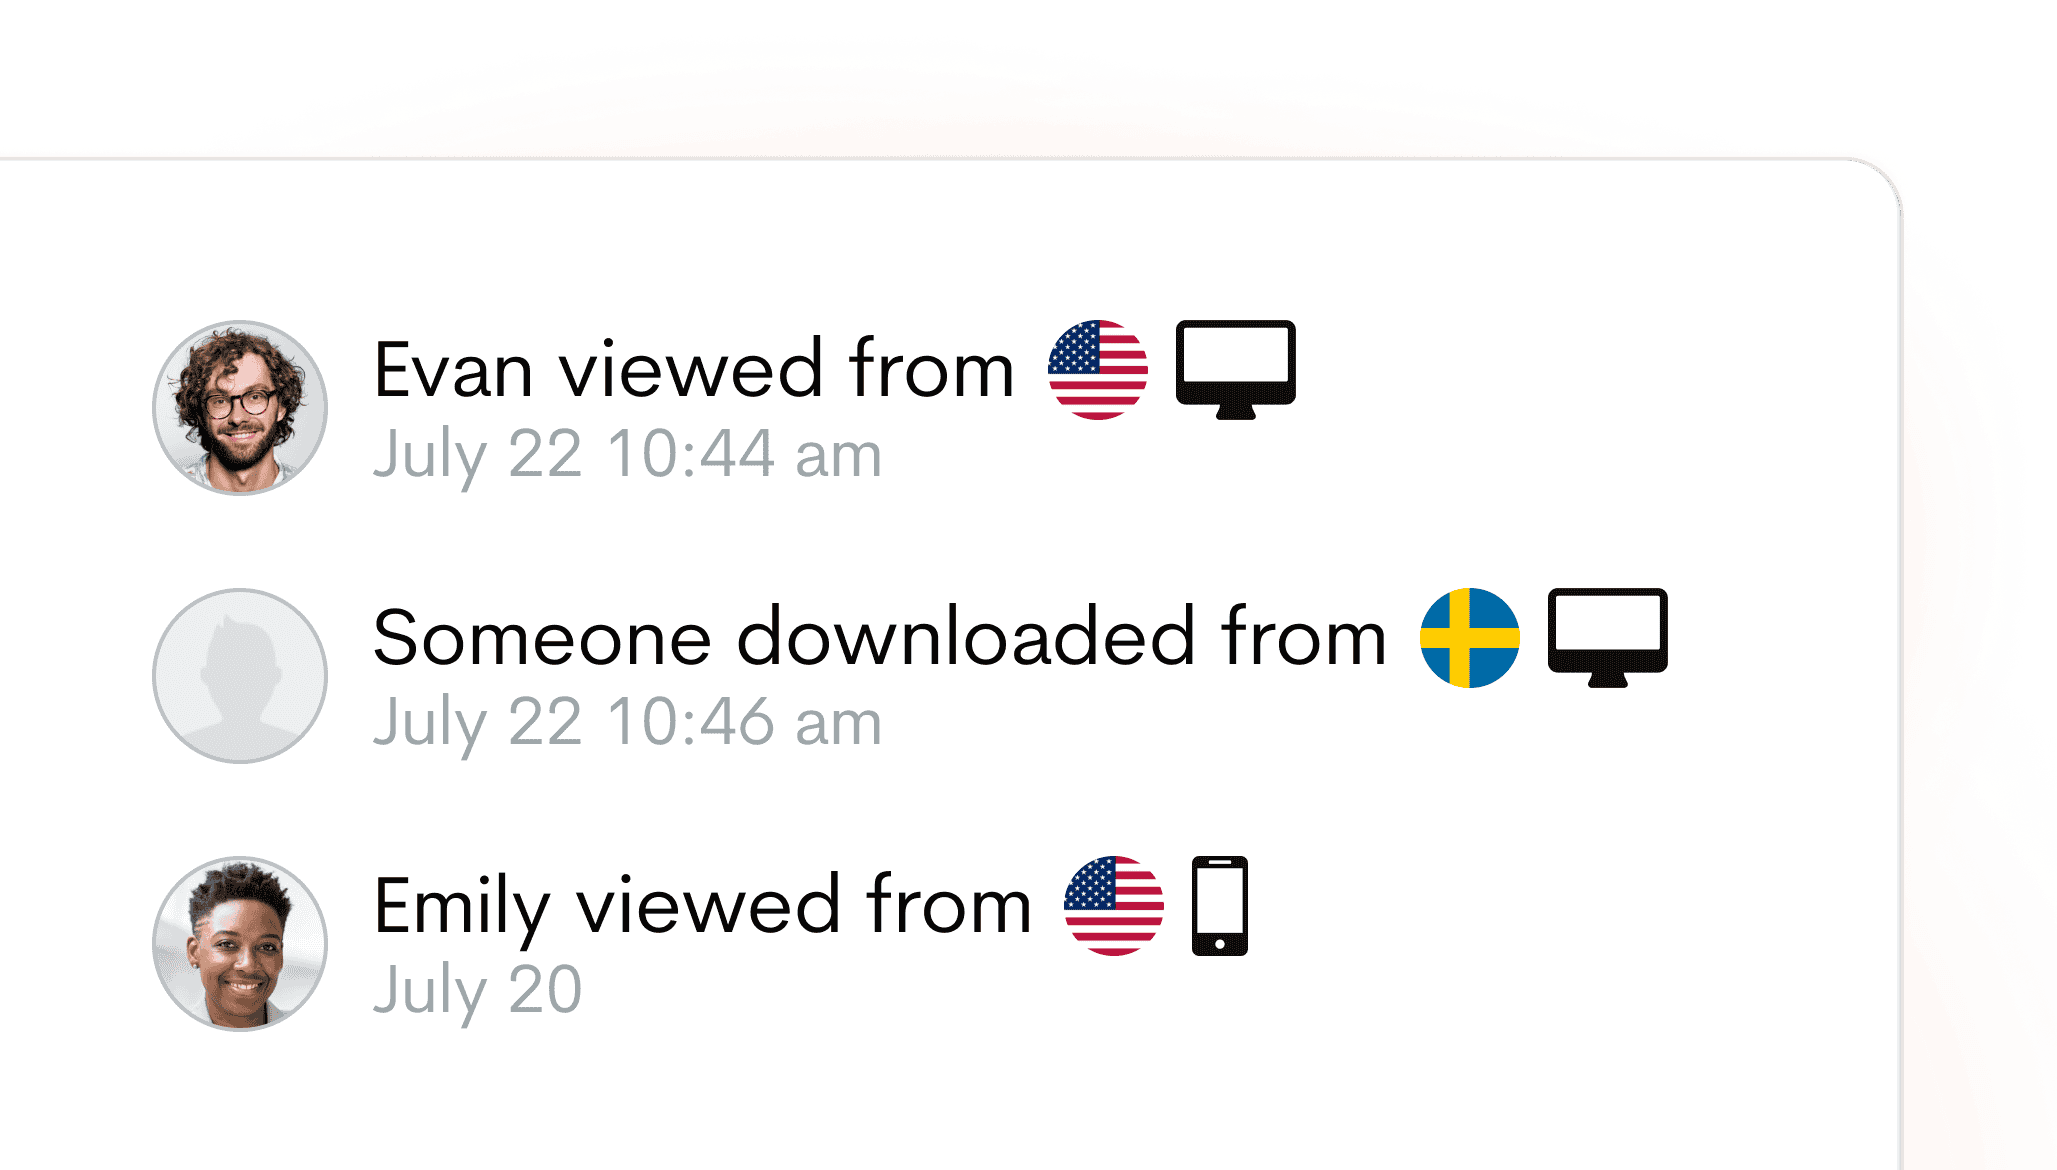 Evan viewed from
July 22 10:44 am
Someone downloaded from
July 22 10:46 am
Emily viewed from
July 20